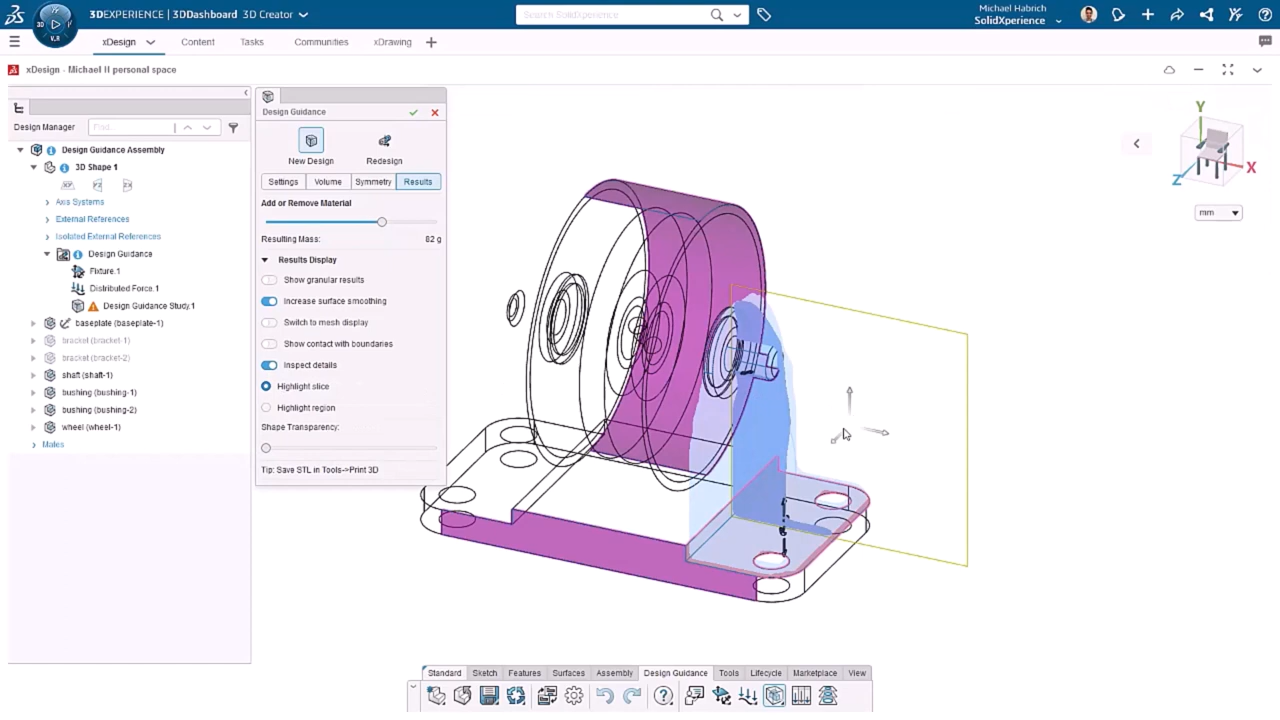 3DEXPERIENCE | 3DDashboard 3D Creator
Search SolidXperience
Michael Habrich
SolidXperience
3D
V.R
xDesign
Content
Tasks
Communities
xDrawing
xDesign - Michael II personal space
Design Manager
Find...
Design Guidance Assembly
3D Shape 1
XY
YZ
ZX
Axis Systems
External References
Isolated External References
Design Guidance
Fixture.1
Distributed Force.1
Design Guidance Study.1
baseplate (baseplate-1)
bracket (bracket-1)
bracket (bracket-2)
shaft (shaft-1)
bushing (bushing-1)
bushing (bushing-2)
wheel (wheel-1)
Mates
Design Guidance
New Design
Redesign
Settings
Volume
Symmetry
Results
Add or Remove Material
Resulting Mass:
82 g
Results Display
Show granular results
Increase surface smoothing
Switch to mesh display
Show contact with boundaries
Inspect details
Highlight slice
Highlight region
Shape Transparency:
Tip: Save STL in Tools->Print 3D
Y
X
Z
mm
Standard
Sketch
Features
Surfaces
Assembly
Design Guidance
Tools
Lifecycle
Marketplace
View